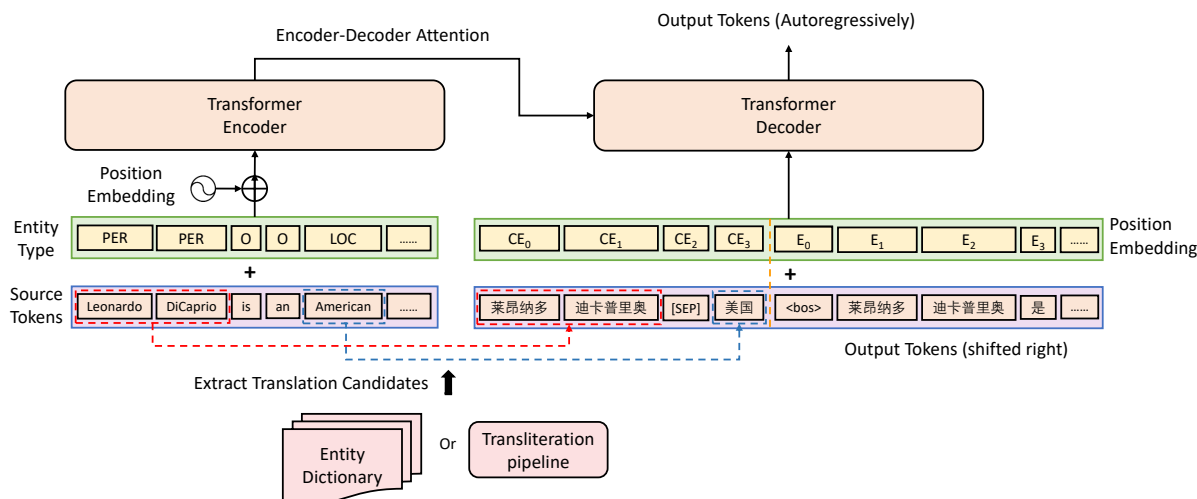 Output Tokens (Autoregressively)
Encoder-Decoder Attention
Transformer
Encoder
Transformer
Decoder
Position
Embedding
Entity
Type
PER PER O O LOC ......
CE0 CE1 CE2 CE3 E0 E1 E2 E3 ......
Position
Embedding
+
+
Source
Tokens
Leonardo DiCaprio is an American ......
莱昂纳多 迪卡普里奥 [SEP] 美国 <bos> 莱昂纳多 迪卡普里奥 是 ......
Output Tokens (shifted right)
Extract Translation Candidates
Entity
Dictionary
Or
Transliteration
pipeline